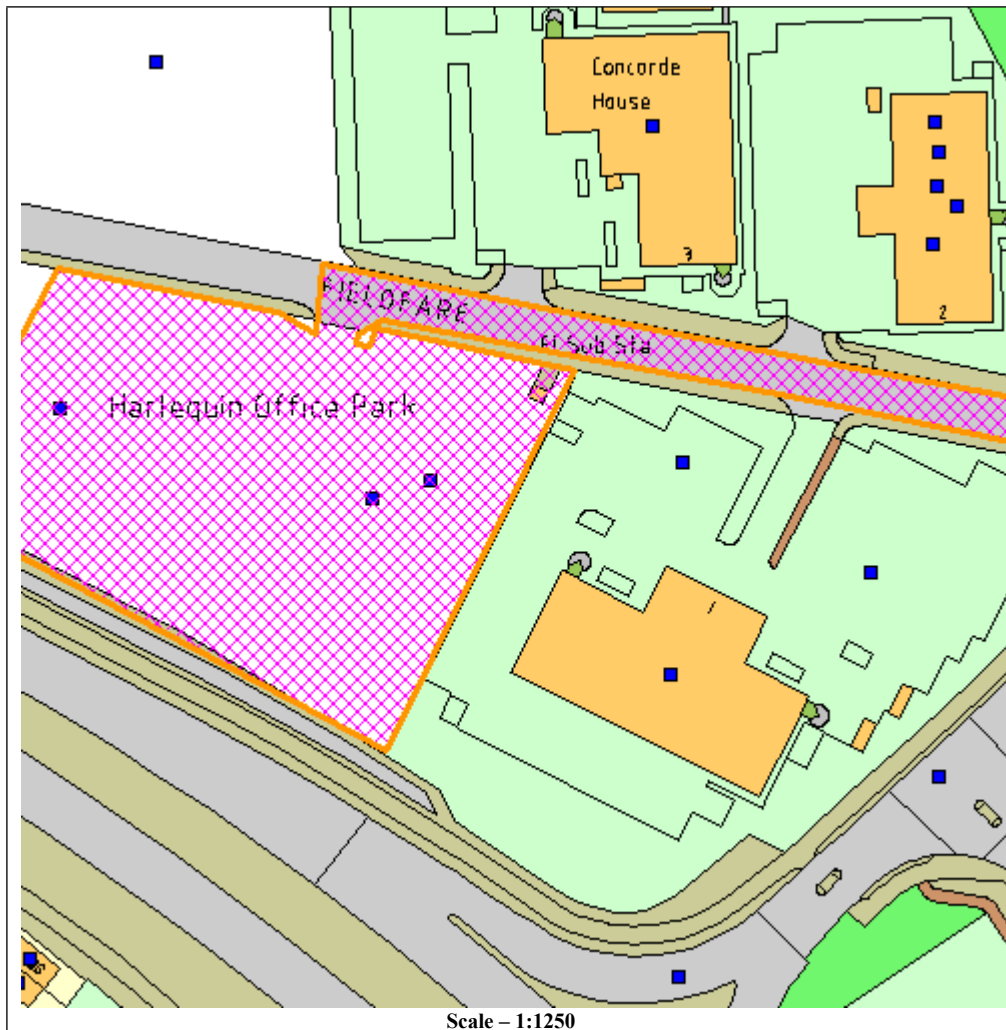 Concorde
House
3
2
FIELDFARE
El Sub Sta
Harlequin Office Park
1
Scale – 1:1250